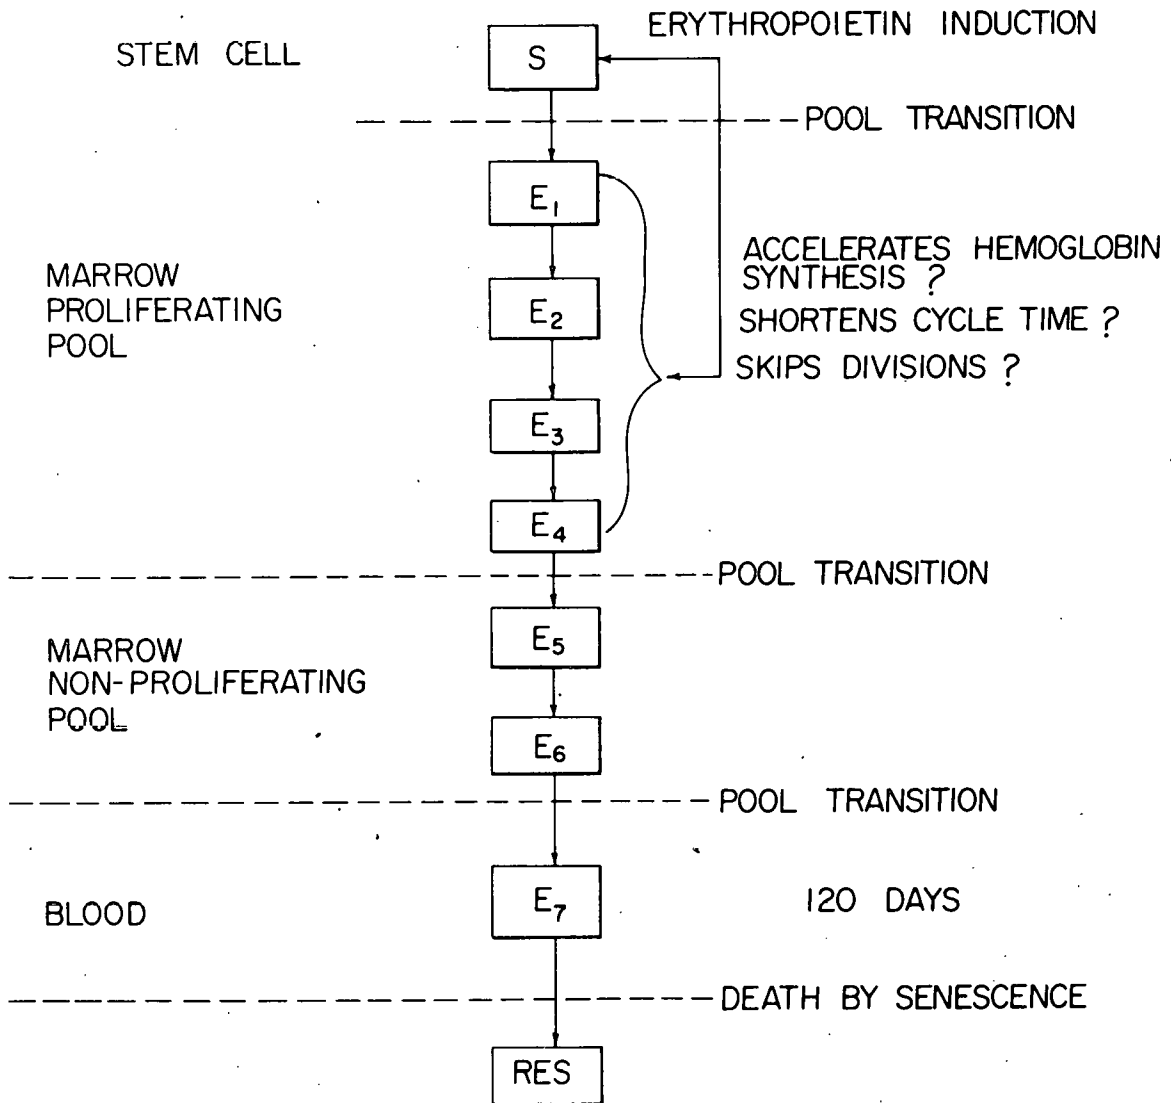 ERYTHROPOIETIN INDUCTION
STEM CELL
S
POOL TRANSITION
E₁
MARROW
PROLIFERATING
POOL
ACCELERATES HEMOGLOBIN
SYNTHESIS ?
SHORTENS CYCLE TIME ?
SKIPS DIVISIONS ?
E₂
E₃
E₄
POOL TRANSITION
E₅
MARROW
NON-PROLIFERATING
POOL
E₆
POOL TRANSITION
BLOOD
E₇
120 DAYS
DEATH BY SENESCENCE
RES